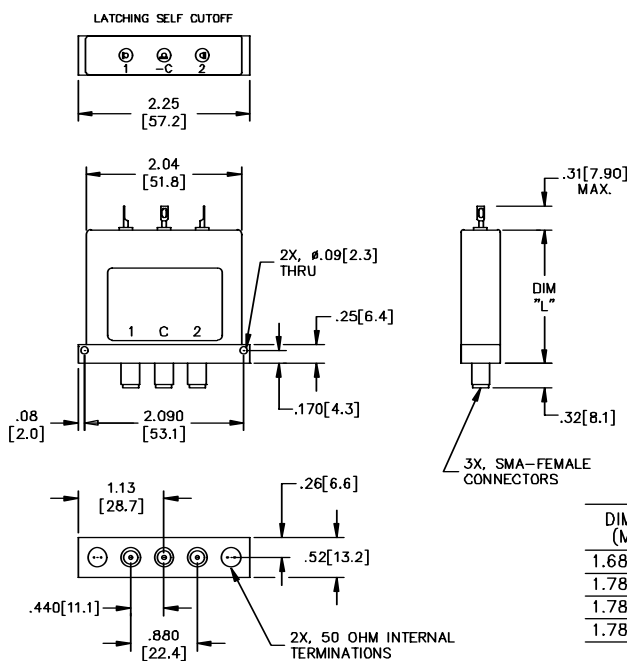 LATCHING SELF CUTOFF
1 -C 2
2.25
[57.2]
2.04
[51.8]
.31[7.90]
MAX.
2X, ø.09[2.3]
THRU
DIM
"L"
1 C 2
.25[6.4]
.170[4.3]
.08
[2.0]
2.090
[53.1]
.32[8.1]
3X, SMA-FEMALE
CONNECTORS
1.13
[28.7]
.26[6.6]
.52[13.2]
.440[11.1]
.880
[22.4]
2X, 50 OHM INTERNAL
TERMINATIONS
1.68
1.78
1.78
1.78